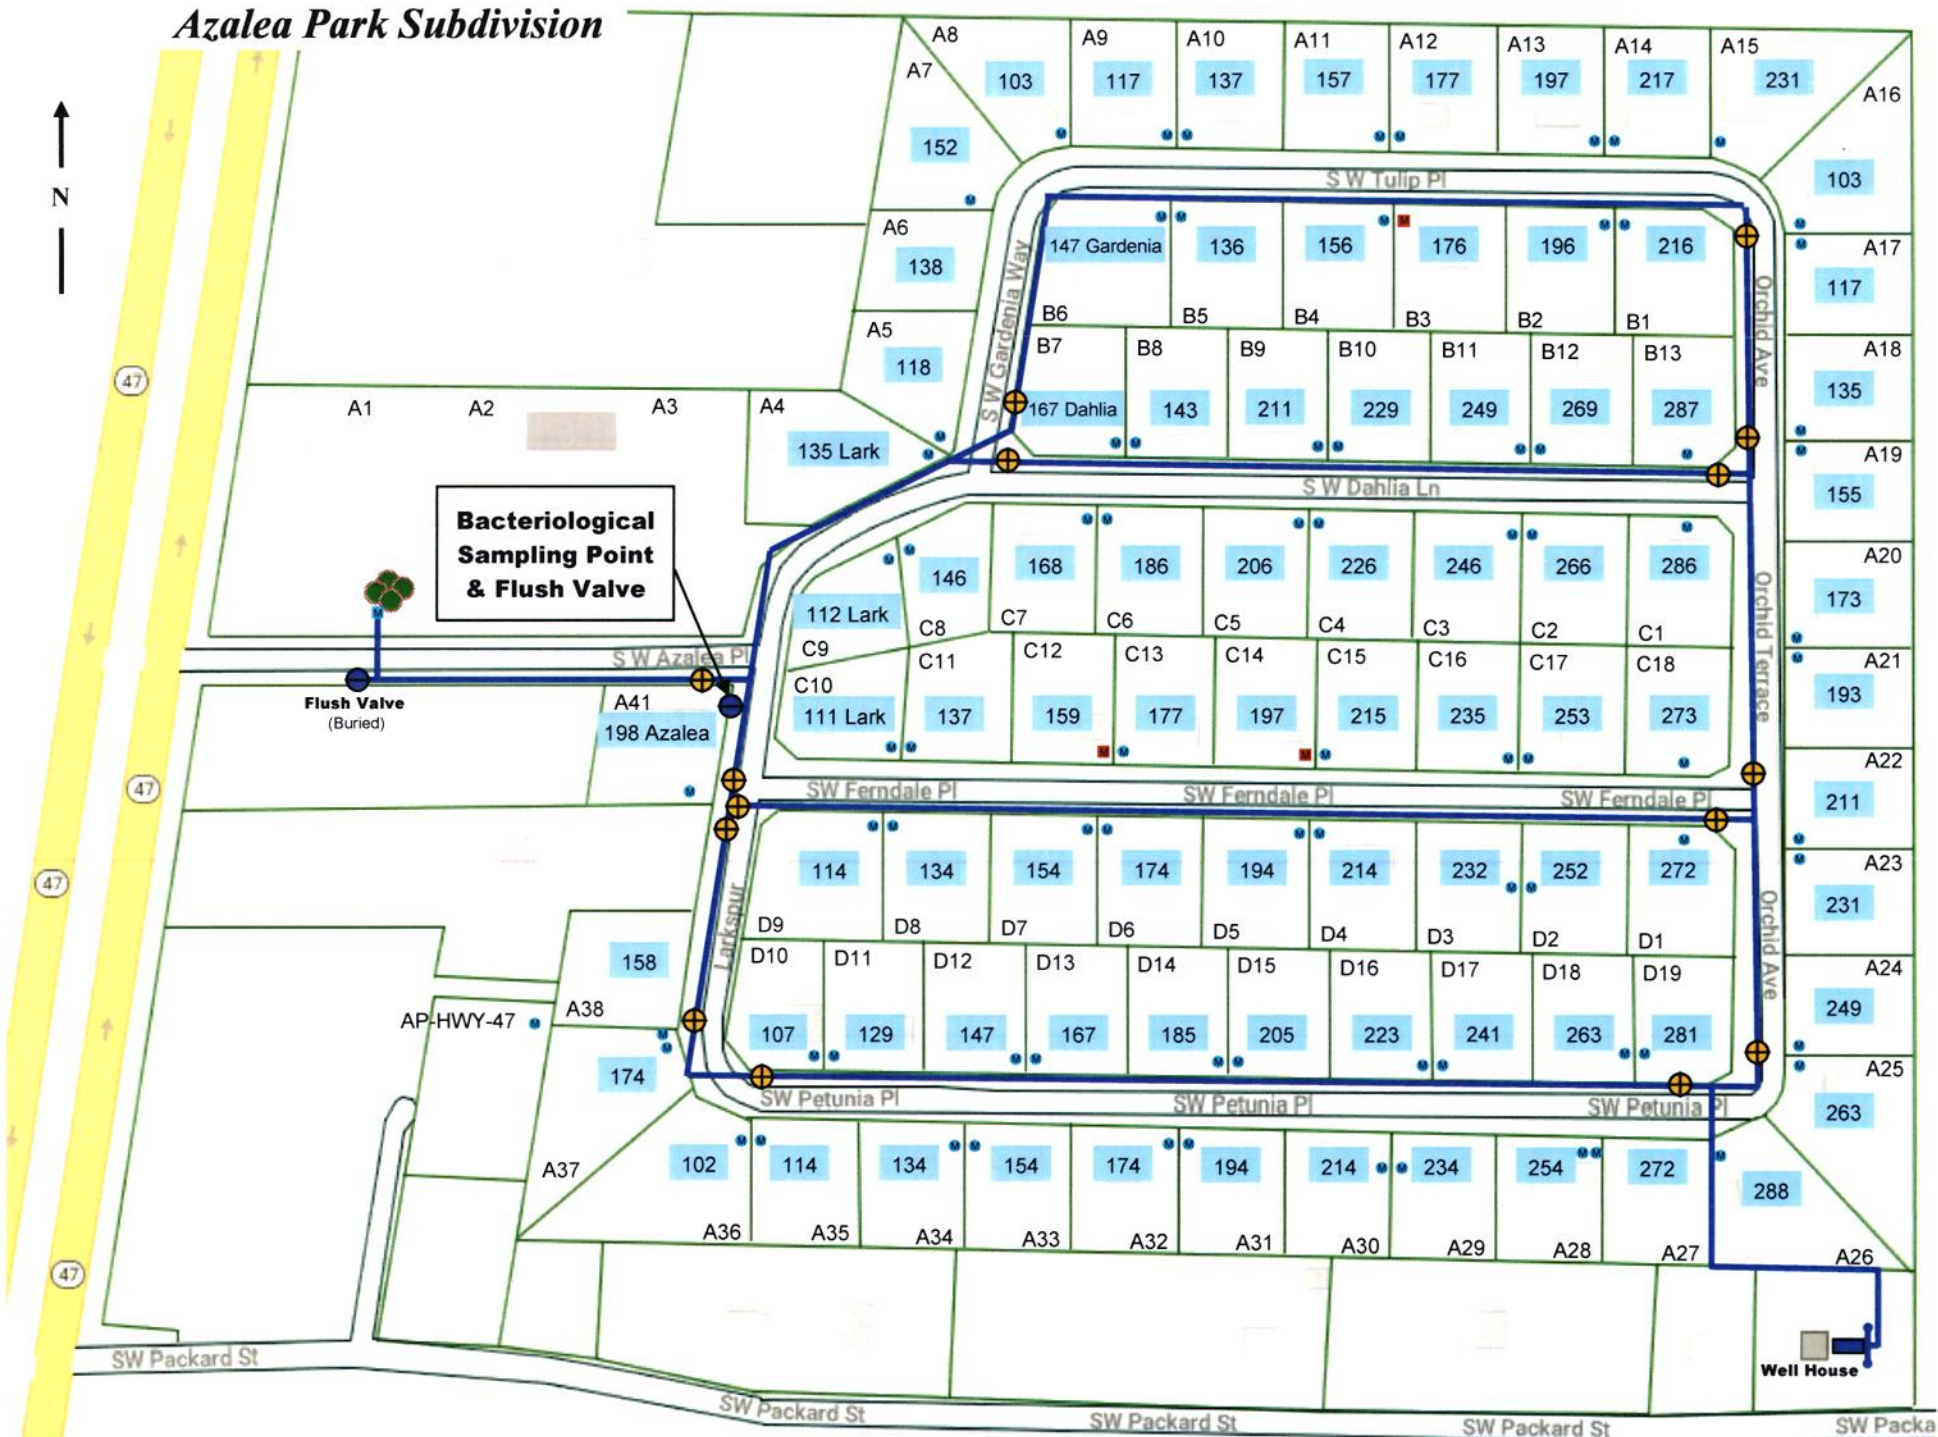 Azalea Park Subdivision
N
A8
A9
A10
A11
A12
A13
A14
A15
A7
103
117
137
157
177
197
217
231
A16
152
103
S W Tulip Pl
A6
138
147 Gardenia
136
156
176
196
216
A17
117
S W Gardenia Way
Orchid Ave
B6
B5
B4
B3
B2
B1
A5
118
B7
B8
B9
B10
B11
B12
B13
A18
135
47
167 Dahlia
143
211
229
249
269
287
A1
A2
A3
A4
135 Lark
A19
155
S W Dahlia Ln
Bacteriological
Sampling Point
& Flush Valve
146
168
186
206
226
246
266
286
A20
173
112 Lark
C9
C8
C7
C6
C5
C4
C3
C2
C1
Orchid Terrace
S W Azalea Pl
C10
C11
C12
C13
C14
C15
C16
C17
C18
A21
193
Flush Valve
(Buried)
A41
198 Azalea
111 Lark
137
159
177
197
215
235
253
273
47
SW Ferndale Pl
SW Ferndale Pl
SW Ferndale Pl
A22
211
47
114
134
154
174
194
214
232
252
272
A23
231
Larkspur
D9
D8
D7
D6
D5
D4
D3
D2
D1
Orchid Ave
158
A38
D10
D11
D12
D13
D14
D15
D16
D17
D18
D19
A24
249
AP-HWY-47
107
129
147
167
185
205
223
241
263
281
174
SW Petunia Pl
SW Petunia Pl
SW Petunia Pl
A25
263
A37
102
114
134
154
174
194
214
234
254
272
288
A36
A35
A34
A33
A32
A31
A30
A29
A28
A27
A26
47
Well House
SW Packard St
SW Packard St
SW Packard St
SW Packard St
SW Packa
M